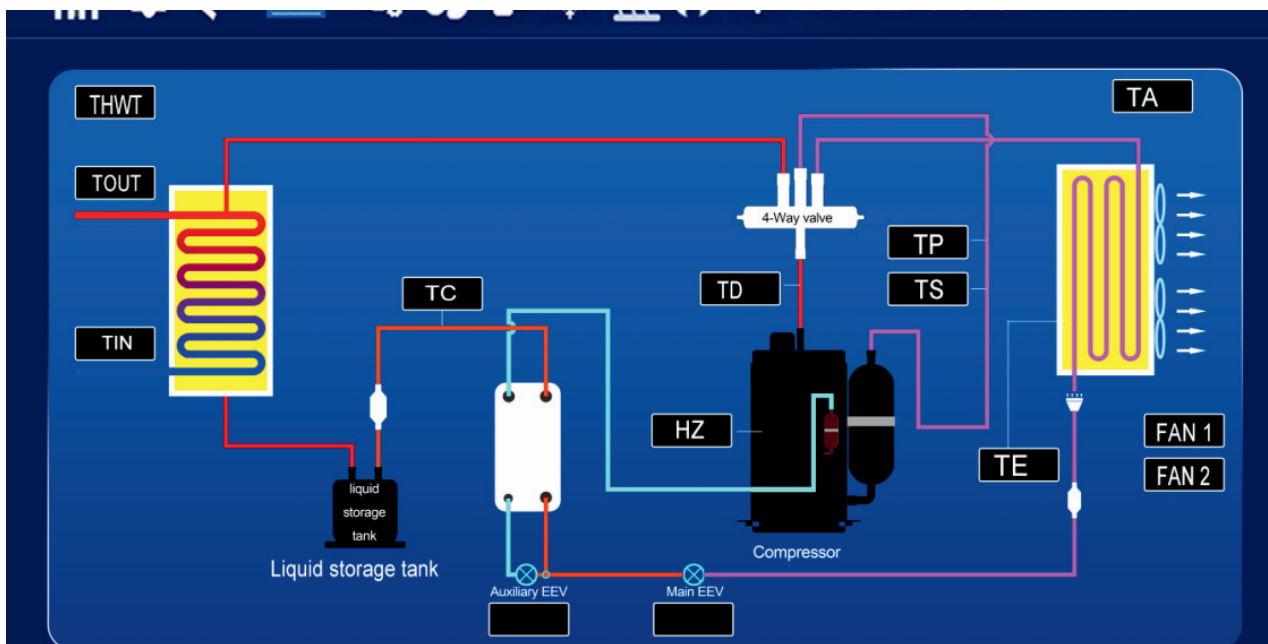 THWT
TA
TOUT
4-Way valve
TP
TC
TD
TS
TIN
HZ
FAN 1
TE
FAN 2
liquid
storage
tank
Compressor
Liquid storage tank
Auxiliary EEV
Main EEV